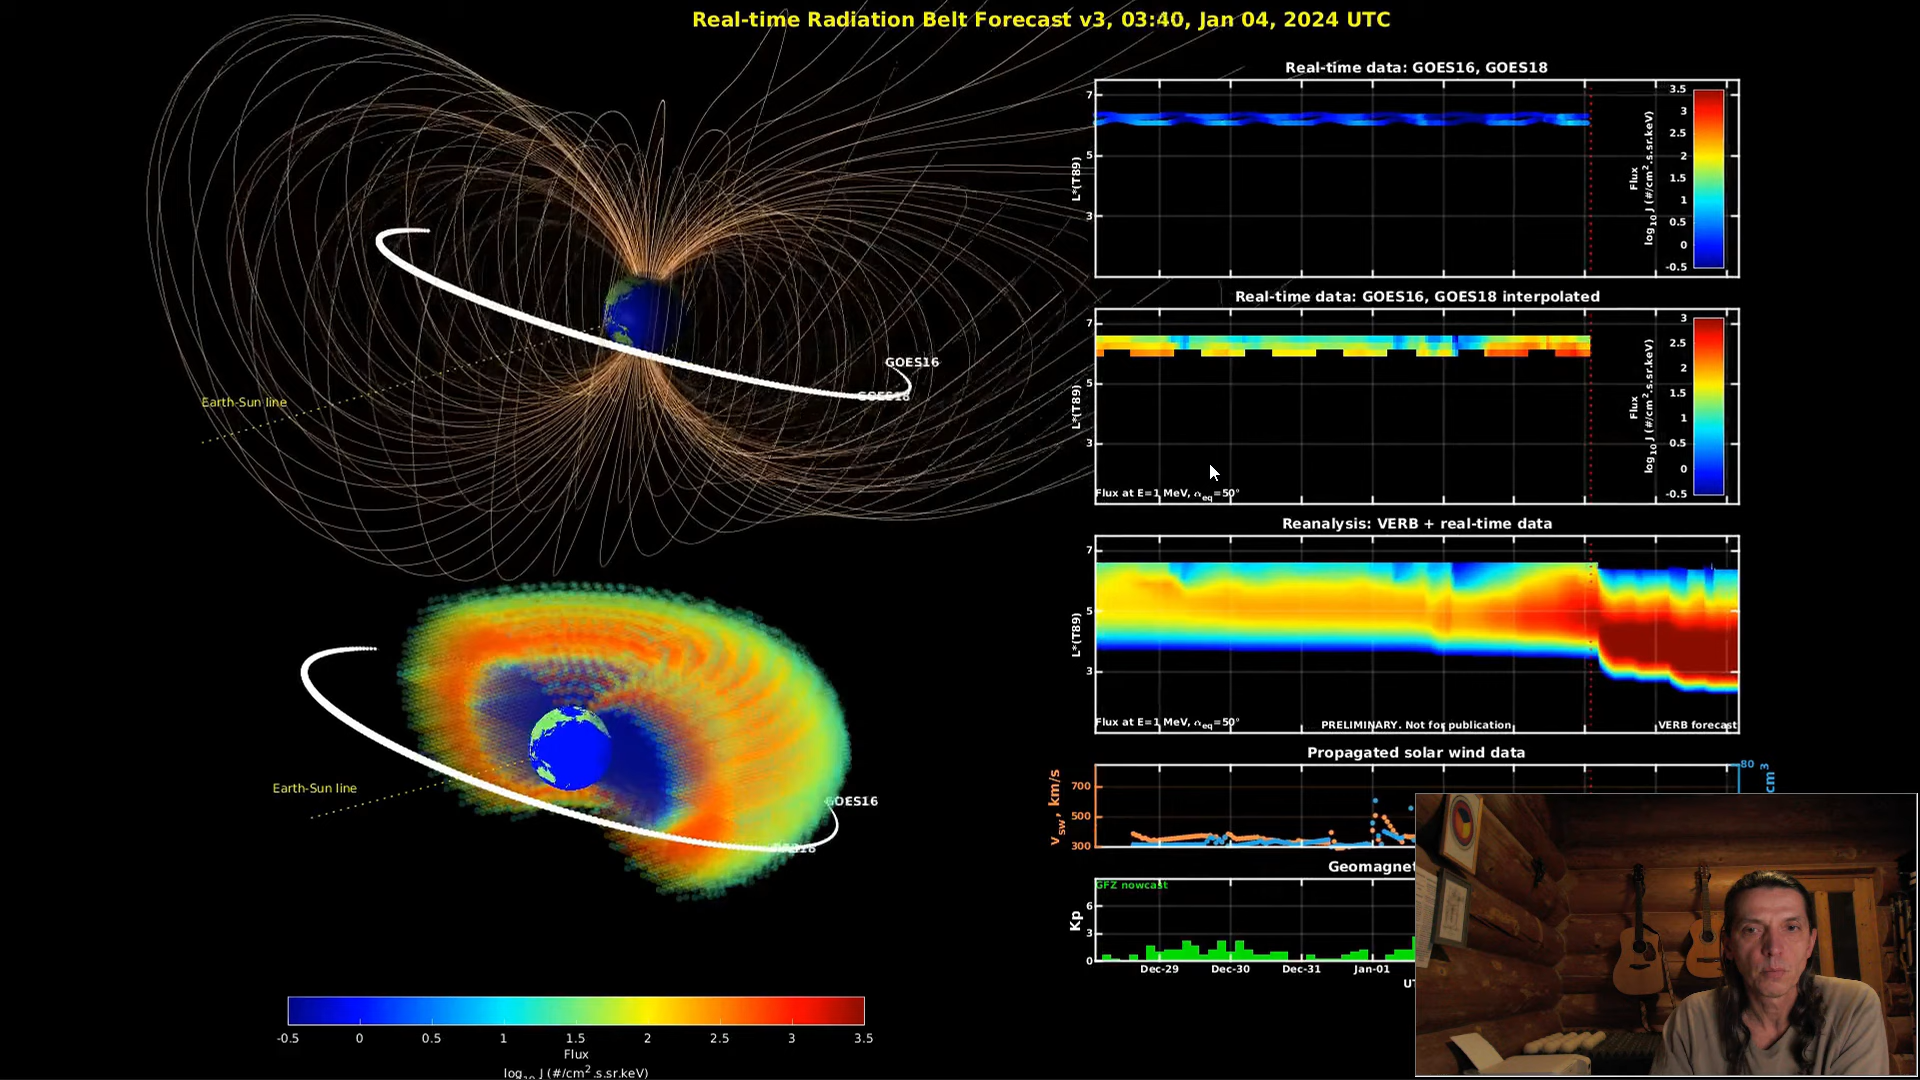 Real-time Radiation Belt Forecast v3, 03:40, Jan 04, 2024 UTC
GOES16
GOES18
Earth-Sun line
Real-time data: GOES16, GOES18
L*(T89)
7
5
3
Flux
log10 J (#/cm2.s.sr.keV)
3.5
3
2.5
2
1.5
1
0.5
0
-0.5
Real-time data: GOES16, GOES18 interpolated
L*(T89)
7
5
3
Flux at E=1 MeV, αeq=50°
Flux
log10 J (#/cm2.s.sr.keV)
3
2.5
2
1.5
1
0.5
0
-0.5
Reanalysis: VERB + real-time data
L*(T89)
7
5
3
Flux at E=1 MeV, αeq=50°
PRELIMINARY. Not for publication
VERB forecast
GOES16
Earth-Sun line
Propagated solar wind data
Vsw, km/s
700
500
300
80
cm3
Geomagnet
GFZ nowcast
Kp
6
3
0
Dec-29 Dec-30 Dec-31 Jan-01
-0.5 0 0.5 1 1.5 2 2.5 3 3.5
Flux
log10 J (#/cm2.s.sr.keV)